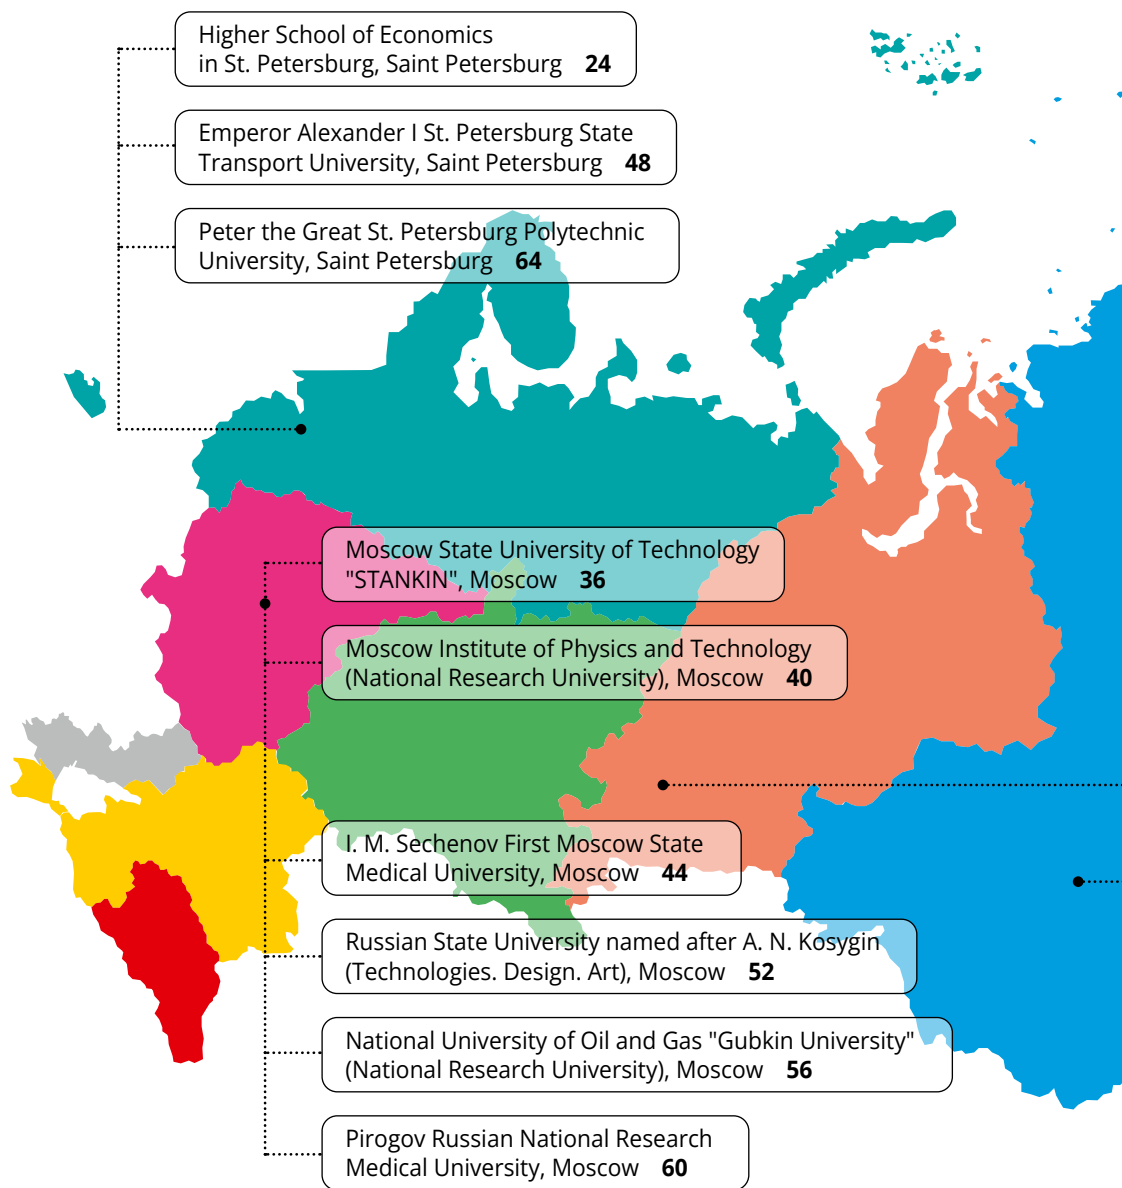 Higher School of Economics
in St. Petersburg, Saint Petersburg 24
Emperor Alexander I St. Petersburg State
Transport University, Saint Petersburg 48
Peter the Great St. Petersburg Polytechnic
University, Saint Petersburg 64
Moscow State University of Technology
"STANKIN", Moscow 36
Moscow Institute of Physics and Technology
(National Research University), Moscow 40
I. M. Sechenov First Moscow State
Medical University, Moscow 44
Russian State University named after A. N. Kosygin
(Technologies. Design. Art), Moscow 52
National University of Oil and Gas "Gubkin University"
(National Research University), Moscow 56
Pirogov Russian National Research
Medical University, Moscow 60